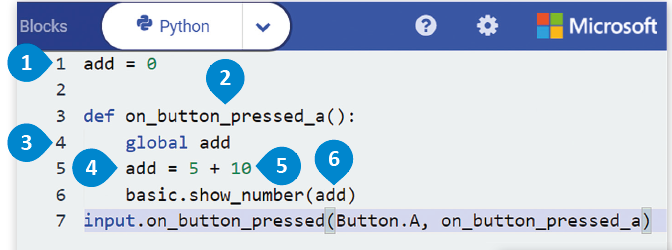 Blocks Python Microsoft
1 1 add = 0
2 2
3 def on_button_pressed_a():
3 4 global add
4 5 add = 5 + 10 5
6
6 basic.show_number(add)
7 input.on_button_pressed(Button.A, on_button_pressed_a)